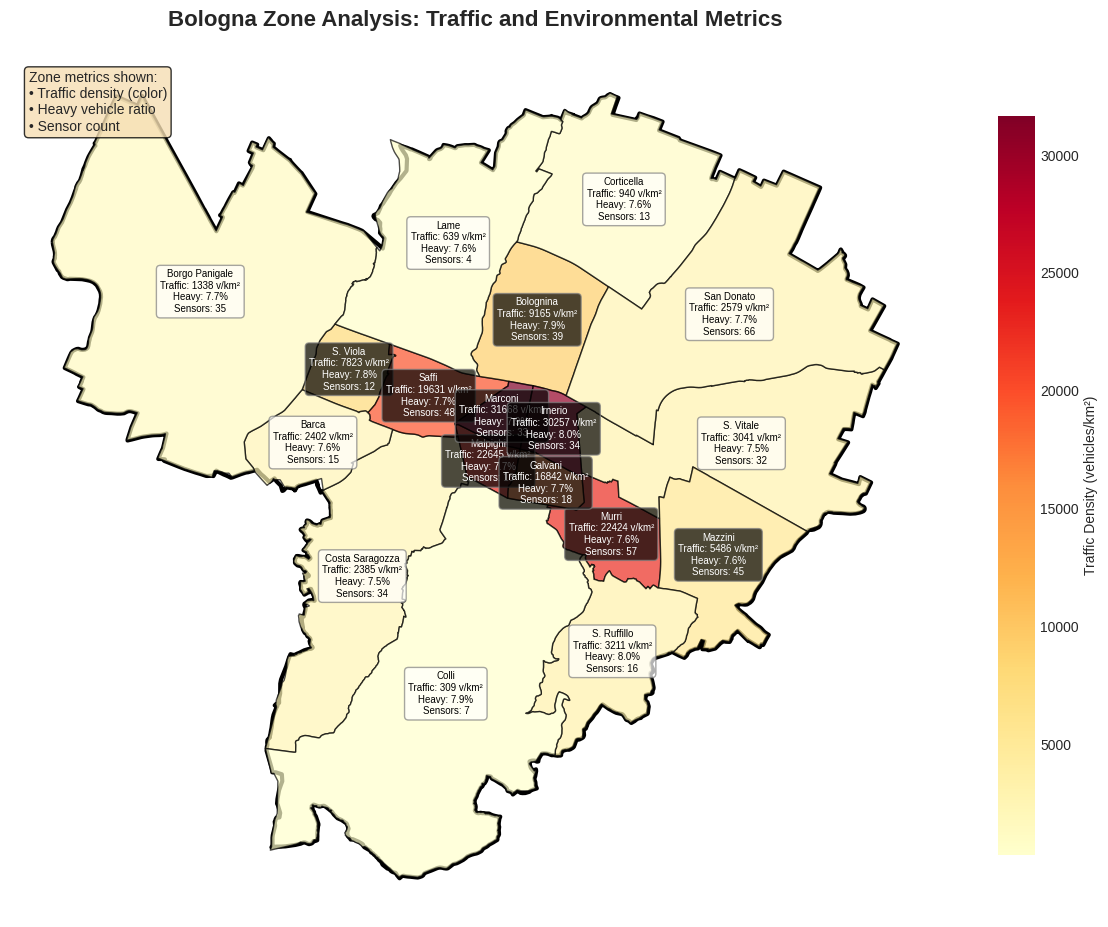 Bologna Zone Analysis: Traffic and Environmental Metrics
Zone metrics shown:
• Traffic density (color)
• Heavy vehicle ratio
• Sensor count
Corticella
Traffic: 940 v/km²
Heavy: 7.6%
Sensors: 13
Lame
Traffic: 639 v/km²
Heavy: 7.6%
Sensors: 4
Borgo Panigale
Traffic: 1338 v/km²
Heavy: 7.7%
Sensors: 35
Bolognina
Traffic: 9165 v/km²
Heavy: 7.9%
Sensors: 39
San Donato
Traffic: 2579 v/km²
Heavy: 7.7%
Sensors: 66
S. Viola
Traffic: 7823 v/km²
Heavy: 7.8%
Sensors: 12
Saffi
Traffic: 19631 v/km²
Heavy: 7.7%
Sensors: 48
Marconi
Traffic: 31668 v/km²
Heavy:
Sensors:
Irnerio
Traffic: 30257 v/km²
Heavy: 8.0%
Sensors: 34
Barca
Traffic: 2402 v/km²
Heavy: 7.6%
Sensors: 15
S. Vitale
Traffic: 3041 v/km²
Heavy: 7.5%
Sensors: 32
Malpighi
Traffic: 22645 v/km²
Heavy: 7.7%
Sensors:
Galvani
Traffic: 16842 v/km²
Heavy: 7.7%
Sensors: 18
Murri
Traffic: 22424 v/km²
Heavy: 7.6%
Sensors: 57
Mazzini
Traffic: 5486 v/km²
Heavy: 7.6%
Sensors: 45
Costa Saragozza
Traffic: 2385 v/km²
Heavy: 7.5%
Sensors: 34
S. Ruffillo
Traffic: 3211 v/km²
Heavy: 8.0%
Sensors: 16
Colli
Traffic: 309 v/km²
Heavy: 7.9%
Sensors: 7
30000
25000
20000
15000
10000
5000
Traffic Density (vehicles/km²)